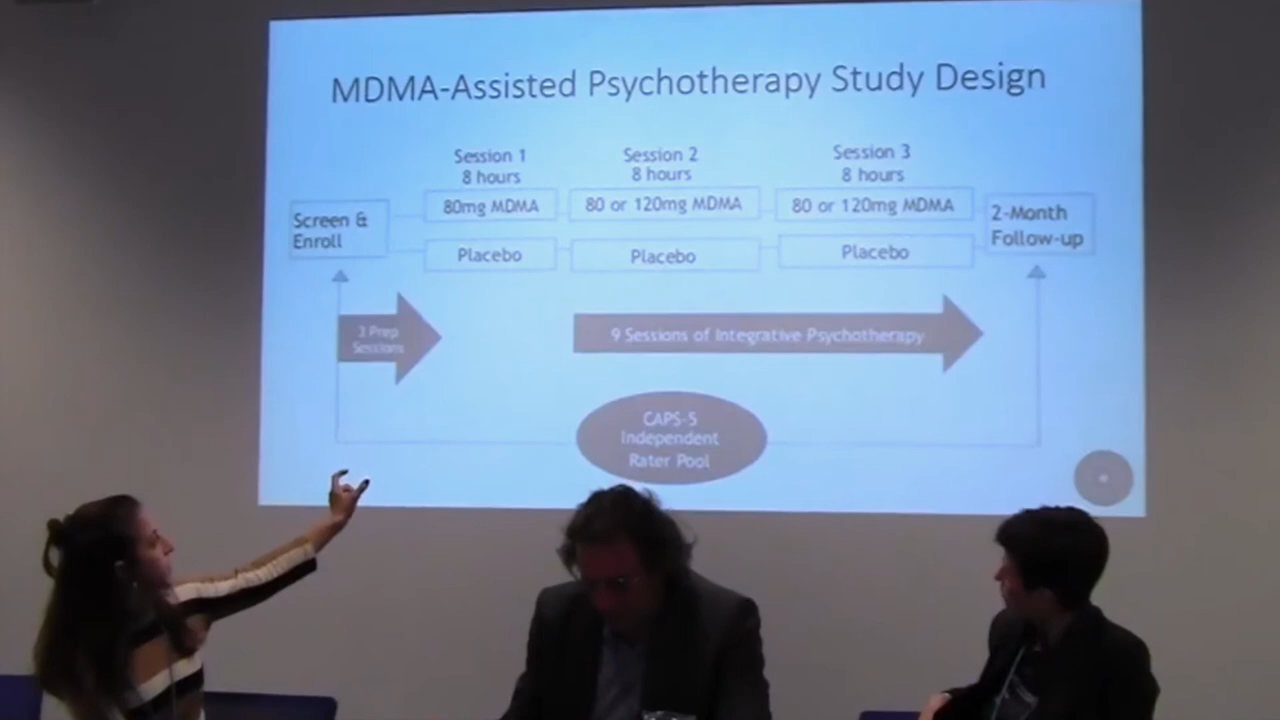 MDMA-Assisted Psychotherapy Study Design
Session 1
8 hours
Session 2
8 hours
Session 3
8 hours
Screen &
Enroll
80mg MDMA
80 or 120mg MDMA
80 or 120mg MDMA
2-Month
Follow-up
Placebo
Placebo
Placebo
3 Prep
Sessions
9 Sessions of Integrative Psychotherapy
CAPS-5
Independent
Rater Pool